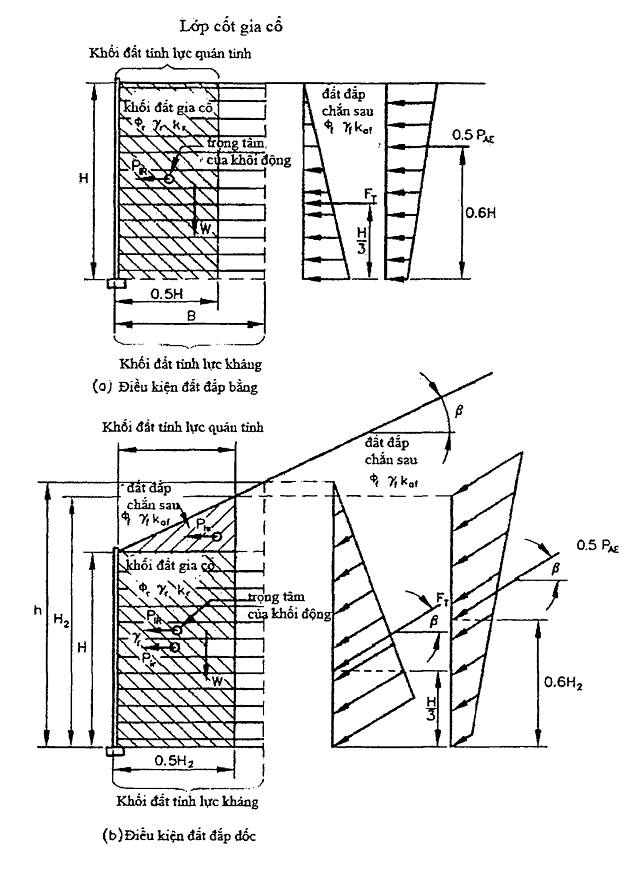 Lớp cốt gia cố
Khối đất tính lực quán tinh
khối đất gia cố
ϕr γr kr
trọng tâm
của khối động
PIR
W
H
0.5H
B
đất đắp
chắn sau
ϕf γf kaf
0.5 PAE
FT
H/3
0.6H
Khối đất tinh lực kháng
(a) Điều kiện đất đắp bằng
Khối đất tính lực quán tinh
β
đất đắp
chắn sau
ϕf γf kaf
đất đắp
chắn sau
ϕf γf kaf
khối đất gia cố
ϕr γr kr
trọng tâm
của khối động
PIR
γr
Pir
W
h
H2
H
FT
β
0.5 PAE
β
H/3
0.6H2
0.5H2
Khối đất tính lực kháng
(b) Điều kiện đất đắp dốc